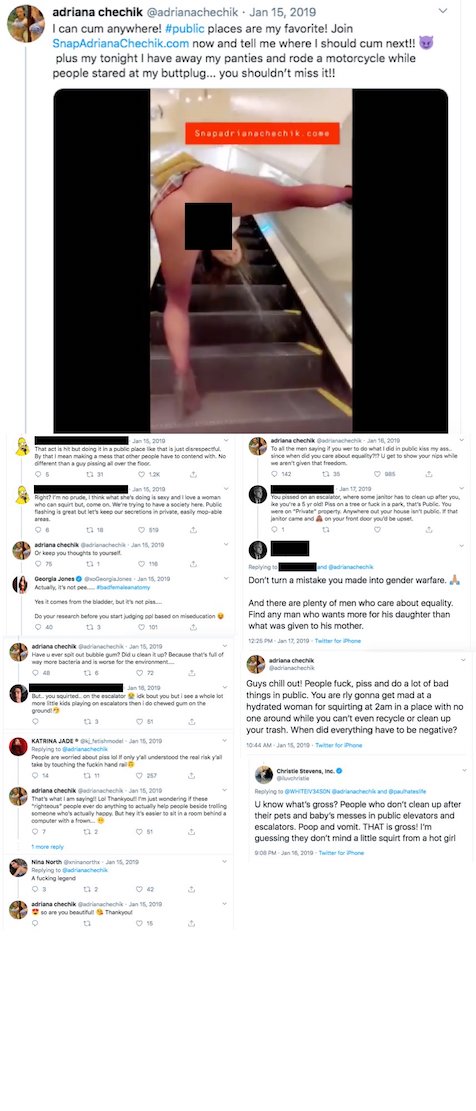 adriana chechik @adrianachechik · Jan 15, 2019
I can cum anywhere! #public places are my favorite! Join
SnapAdrianaChechik.com now and tell me where I should cum next!! 😈
plus my tonight I have away my panties and rode a motorcycle while
people stared at my buttplug... you shouldn't miss it!!
Snapadrianachechik.come
Jan 15, 2019
That act is hit but doing it in a public place like that is just disrespectful.
By that I mean making a mess that other people have to contend with. No
different than a guy pissing all over the floor.
5 31 1.2K
Jan 15, 2019
Right? I'm no prude, I think what she's doing is sexy and I love a woman
who can squirt but, come on. We're trying to have a society here. Public
flashing is great but let's keep our secretions in private, easily mop-able
areas.
6 18 519
adriana chechik @adrianachechik · Jan 15, 2019
Or keep you thoughts to yourself.
75 1 116
Georgia Jones @xoGeorgiaJones · Jan 15, 2019
Actually, it's not pee..... #badfemaleanatomy
Yes it comes from the bladder, but it's not piss....
Do your research before you start judging ppl based on miseducation 😉
40 3 101
adriana chechik @adrianachechik · Jan 15, 2019
Have u ever spit out bubble gum? Did u clean it up? Because that's full of
way more bacteria and is worse for the environment....
48 6 72
Jan 18, 2019
But.. you squirted.. on the escalator 😭 idk bout you but i see a whole lot
more little kids playing on escalators then i do chewed gum on the
ground!
3 51
KATRINA JADE @kj_fetishmodel · Jan 15, 2019
Replying to @adrianachechik
People are worried about piss lol If only y'all understood the real risk y'all
take by touching the fuckin hand rail
14 11 257
adriana chechik @adrianachechik · Jan 15, 2019
That's what I am saying!! Lol Thankyou!! I'm just wondering if these
"righteous" people ever do anything to actually help people beside trolling
someone who's actually happy. But hey it's easier to sit in a room behind a
computer with a frown...
7 2 51
1 more reply
Nina North @xninanorthx · Jan 15, 2019
Replying to @adrianachechik
A fucking legend
3 2 42
adriana chechik @adrianachechik · Jan 15, 2019
😍 so are you beautiful! 😘 Thankyou!
15
adriana chechik @adrianachechik · Jan 16, 2019
To all the men saying if you wer to do what I did in public kiss my ass..
since when did you care about equality?!? U get to show your nips while
we aren't given that freedom.
142 35 985
Jan 17, 2019
You pissed on an escalator, where some janitor has to clean up after you,
like you're a 5 yr old! Piss on a tree or fuck in a park, that's Public. You
were on "Private" property. Anywhere out your house isn't public. If that
janitor came and 💩 on your front door you'd be upset.
1
Replying to and @adrianachechik
Don't turn a mistake you made into gender warfare. 🙏🏼
And there are plenty of men who care about equality.
Find any man who wants more for his daughter than
what was given to his mother.
12:25 PM · Jan 17, 2019 · Twitter for iPhone
adriana chechik
@adrianachechik
Guys chill out! People fuck, piss and do a lot of bad
things in public. You are rly gonna get mad at a
hydrated woman for squirting at 2am in a place with no
one around while you can't even recycle or clean up
your trash. When did everything have to be negative?
10:44 AM · Jan 15, 2019 · Twitter for iPhone
Christie Stevens, Inc.
@iluvchristie
Replying to @WHITEIV34S0N @adrianachechik and @paulhateslife
U know what's gross? People who don't clean up after
their pets and baby's messes in public elevators and
escalators. Poop and vomit. THAT is gross! I'm
guessing they don't mind a little squirt from a hot girl
9:08 PM · Jan 16, 2019 · Twitter for iPhone